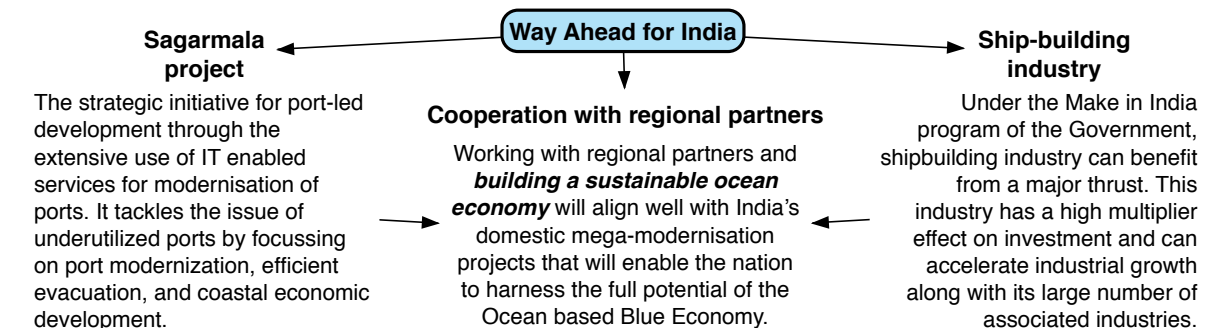 Way Ahead for India
Sagarmala
project
The strategic initiative for port-led
development through the
extensive use of IT enabled
services for modernisation of
ports. It tackles the issue of
underutilized ports by focussing
on port modernization, efficient
evacuation, and coastal economic
development.
Cooperation with regional partners
Working with regional partners and
building a sustainable ocean
economy will align well with India's
domestic mega-modernisation
projects that will enable the nation
to harness the full potential of the
Ocean based Blue Economy.
Ship-building
industry
Under the Make in India
program of the Government,
shipbuilding industry can benefit
from a major thrust. This
industry has a high multiplier
effect on investment and can
accelerate industrial growth
along with its large number of
associated industries.